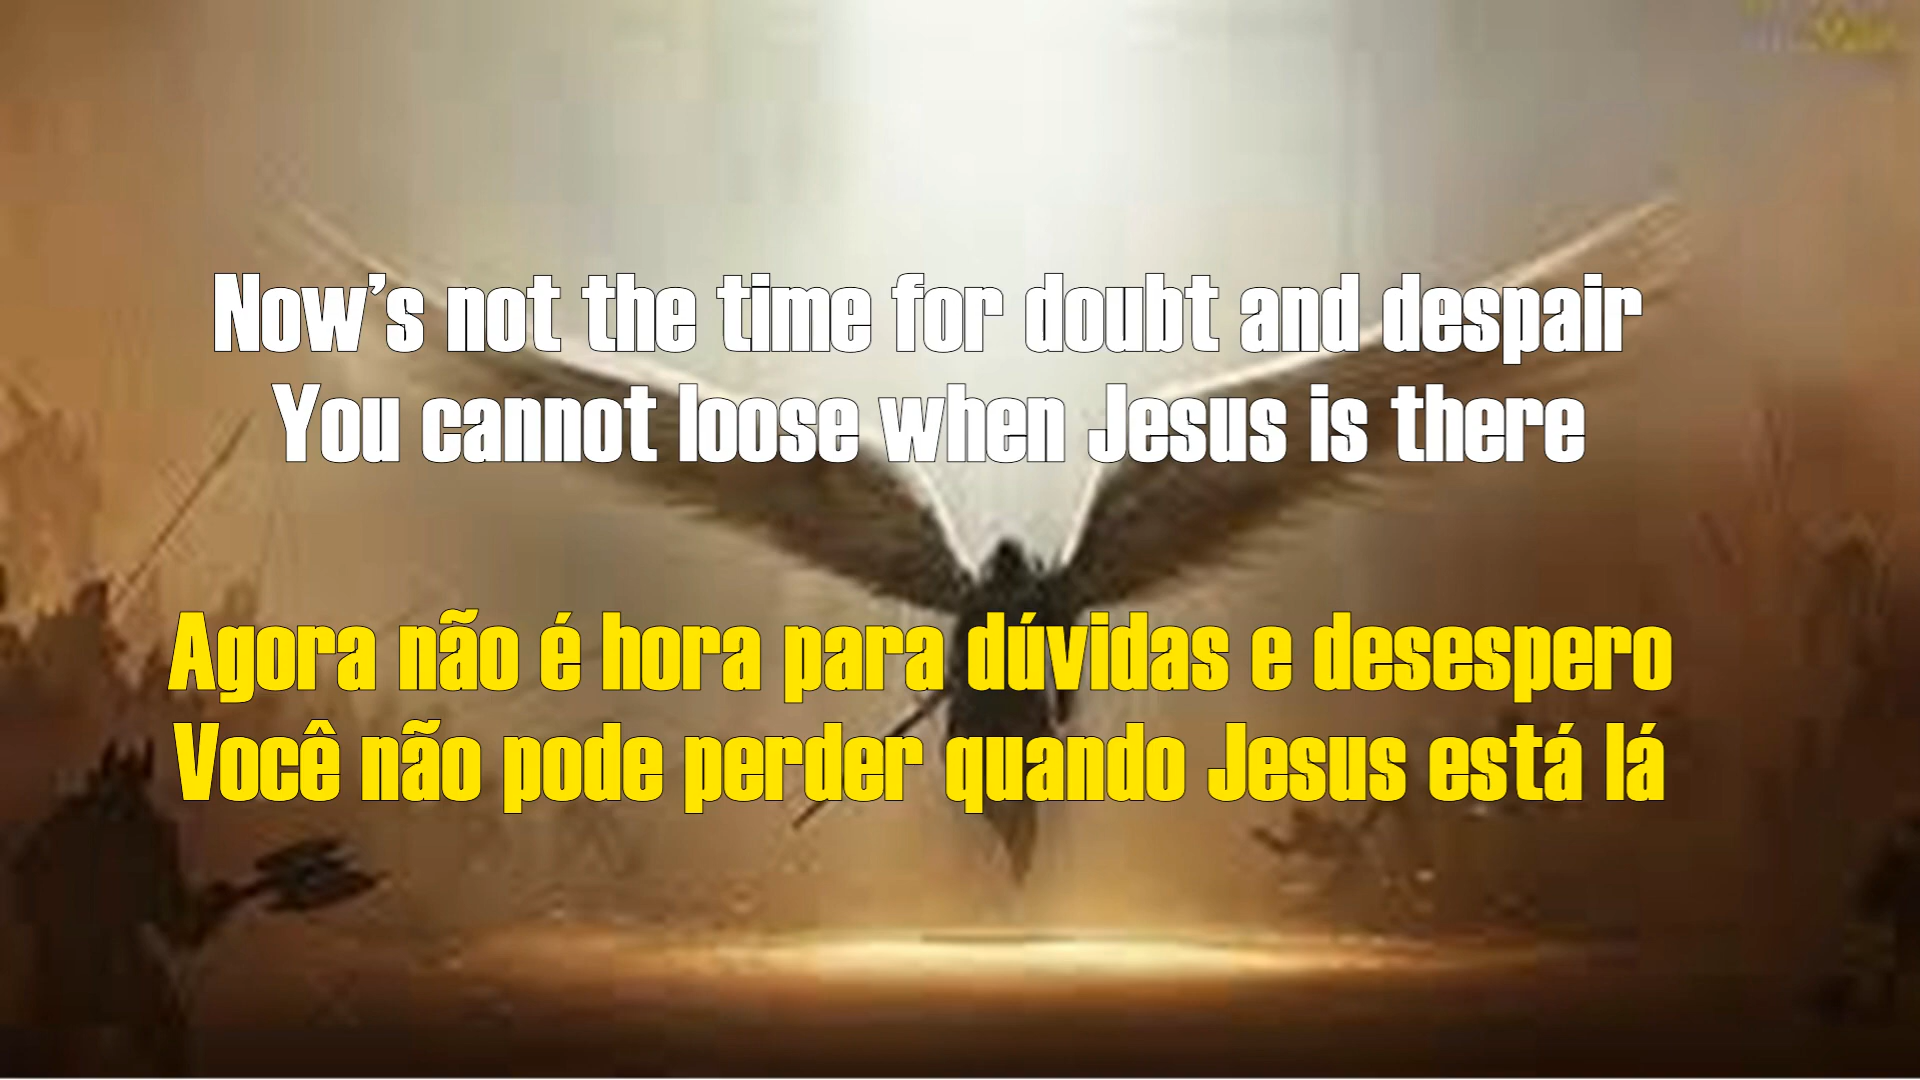 Now's not the time for doubt and despair
You cannot loose when Jesus is there
Agora não é hora para dúvidas e desespero
Você não pode perder quando Jesus está lá